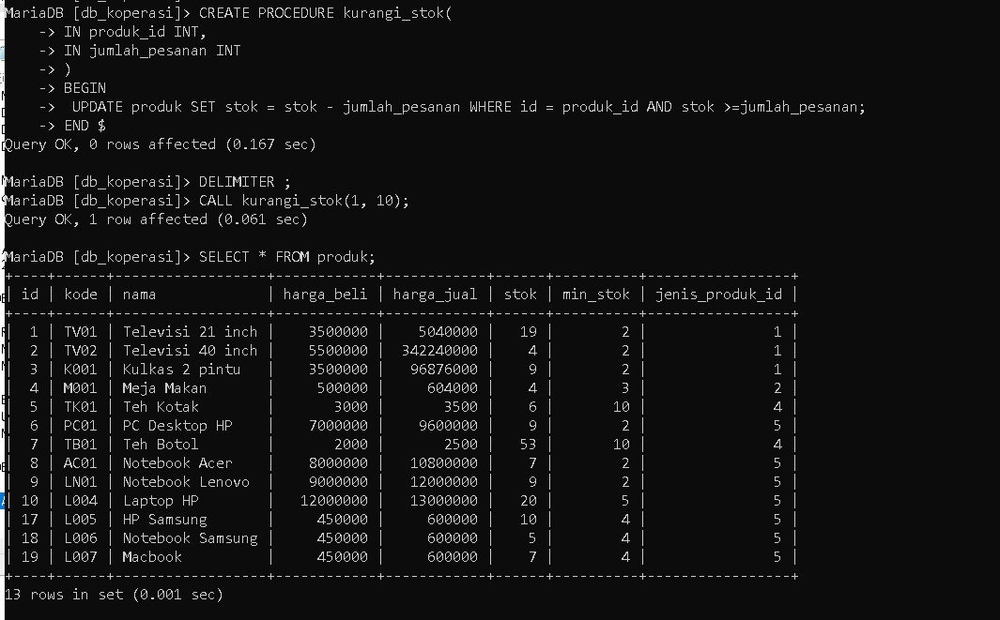 MariaDB [db_koperasi]> CREATE PROCEDURE kurangi_stok(
    -> IN produk_id INT,
    -> IN jumlah_pesanan INT
    -> )
    -> BEGIN
    ->  UPDATE produk SET stok = stok - jumlah_pesanan WHERE id = produk_id AND stok >=jumlah_pesanan;
    -> END $
Query OK, 0 rows affected (0.167 sec)

MariaDB [db_koperasi]> DELIMITER ;
MariaDB [db_koperasi]> CALL kurangi_stok(1, 10);
Query OK, 1 row affected (0.061 sec)

MariaDB [db_koperasi]> SELECT * FROM produk;
+----+------+------------------+------------+------------+------+----------+-----------------+
| id | kode | nama             | harga_beli | harga_jual | stok | min_stok | jenis_produk_id |
+----+------+------------------+------------+------------+------+----------+-----------------+
|  1 | TV01 | Televisi 21 inch |    3500000 |    5040000 |   19 |        2 |               1 |
|  2 | TV02 | Televisi 40 inch |    5500000 |  342240000 |    4 |        2 |               1 |
|  3 | K001 | Kulkas 2 pintu   |    3500000 |   96876000 |    9 |        2 |               1 |
|  4 | M001 | Meja Makan       |     500000 |     604000 |    4 |        3 |               2 |
|  5 | TK01 | Teh Kotak        |       3000 |       3500 |    6 |       10 |               4 |
|  6 | PC01 | PC Desktop HP    |    7000000 |    9600000 |    9 |        2 |               5 |
|  7 | TB01 | Teh Botol        |       2000 |       2500 |   53 |       10 |               4 |
|  8 | AC01 | Notebook Acer    |    8000000 |   10800000 |    7 |        2 |               5 |
|  9 | LN01 | Notebook Lenovo  |    9000000 |   12000000 |    9 |        2 |               5 |
| 10 | L004 | Laptop HP        |   12000000 |   13000000 |   20 |        5 |               5 |
| 17 | L005 | HP Samsung       |     450000 |     600000 |   10 |        4 |               5 |
| 18 | L006 | Notebook Samsung |     450000 |     600000 |    5 |        4 |               5 |
| 19 | L007 | Macbook          |     450000 |     600000 |    7 |        4 |               5 |
+----+------+------------------+------------+------------+------+----------+-----------------+
13 rows in set (0.001 sec)